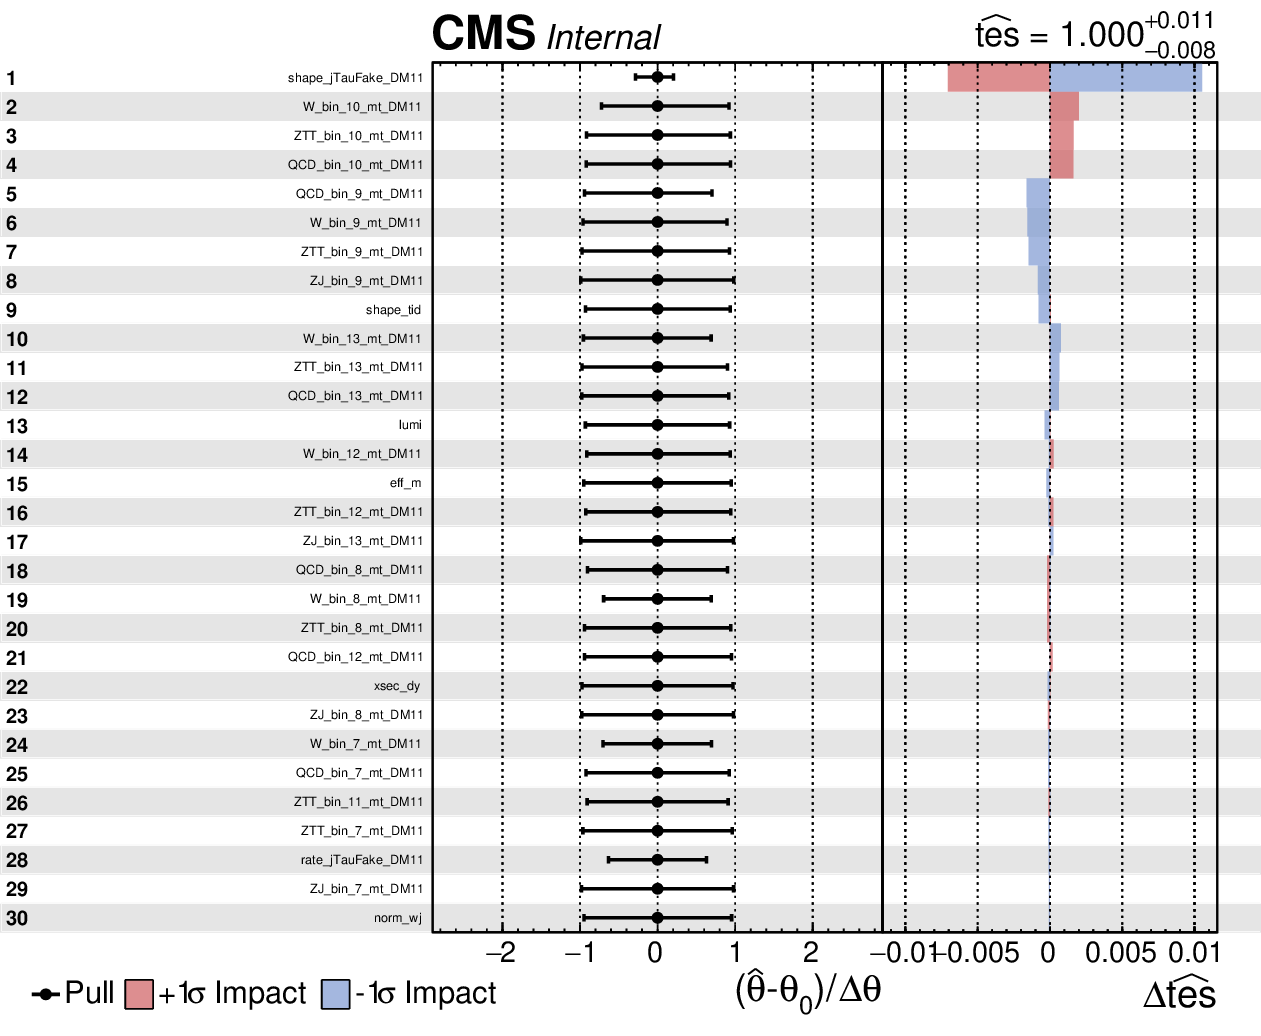 CMS Internal
tes = 1.000 +0.011 −0.008
1 shape_jTauFake_DM11
2 W_bin_10_mt_DM11
3 ZTT_bin_10_mt_DM11
4 QCD_bin_10_mt_DM11
5 QCD_bin_9_mt_DM11
6 W_bin_9_mt_DM11
7 ZTT_bin_9_mt_DM11
8 ZJ_bin_9_mt_DM11
9 shape_tid
10 W_bin_13_mt_DM11
11 ZTT_bin_13_mt_DM11
12 QCD_bin_13_mt_DM11
13 lumi
14 W_bin_12_mt_DM11
15 eff_m
16 ZTT_bin_12_mt_DM11
17 ZJ_bin_13_mt_DM11
18 QCD_bin_8_mt_DM11
19 W_bin_8_mt_DM11
20 ZTT_bin_8_mt_DM11
21 QCD_bin_12_mt_DM11
22 xsec_dy
23 ZJ_bin_8_mt_DM11
24 W_bin_7_mt_DM11
25 QCD_bin_7_mt_DM11
26 ZTT_bin_11_mt_DM11
27 ZTT_bin_7_mt_DM11
28 rate_jTauFake_DM11
29 ZJ_bin_7_mt_DM11
30 norm_wj
−2 −1 0 1 2 −0.01 −0.005 0 0.005 0.01
Pull +1σ Impact -1σ Impact (θ̂-θ₀)/Δθ Δt̂es